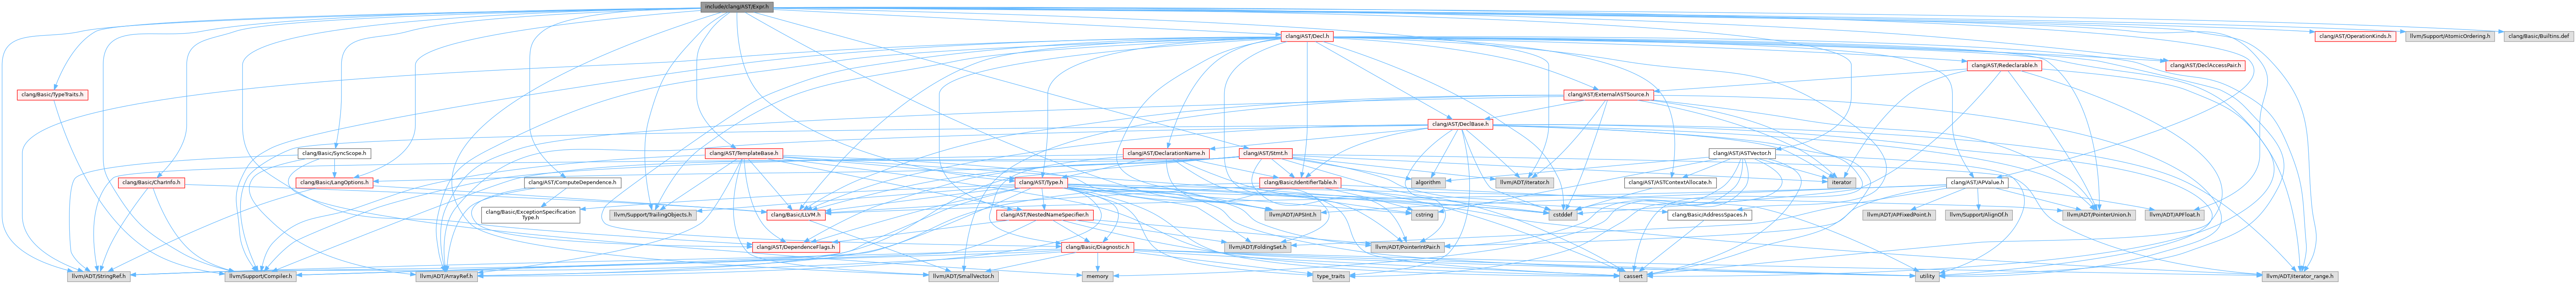 include/clang/AST/Expr.h
clang/AST/Decl.h
clang/AST/OperationKinds.h
llvm/Support/AtomicOrdering.h
clang/Basic/Builtins.def
clang/AST/Redeclarable.h
clang/AST/DeclAccessPair.h
clang/Basic/TypeTraits.h
clang/AST/ExternalASTSource.h
clang/AST/DeclBase.h
clang/Basic/SyncScope.h
clang/AST/TemplateBase.h
clang/AST/DeclarationName.h
clang/AST/Stmt.h
clang/AST/ASTVector.h
clang/Basic/CharInfo.h
clang/Basic/LangOptions.h
clang/AST/ComputeDependence.h
clang/AST/Type.h
clang/Basic/IdentifierTable.h
algorithm
llvm/ADT/iterator.h
clang/AST/ASTContextAllocate.h
iterator
clang/AST/APValue.h
clang/Basic/ExceptionSpecification
Type.h
llvm/Support/TrailingObjects.h
clang/Basic/LLVM.h
clang/AST/NestedNameSpecifier.h
llvm/ADT/APSInt.h
cstring
cstddef
clang/Basic/AddressSpaces.h
llvm/ADT/APFixedPoint.h
llvm/Support/AlignOf.h
llvm/ADT/PointerUnion.h
llvm/ADT/APFloat.h
clang/AST/DependenceFlags.h
clang/Basic/Diagnostic.h
llvm/ADT/FoldingSet.h
llvm/ADT/PointerIntPair.h
llvm/ADT/StringRef.h
llvm/Support/Compiler.h
llvm/ADT/ArrayRef.h
llvm/ADT/SmallVector.h
memory
type_traits
cassert
utility
llvm/ADT/iterator_range.h